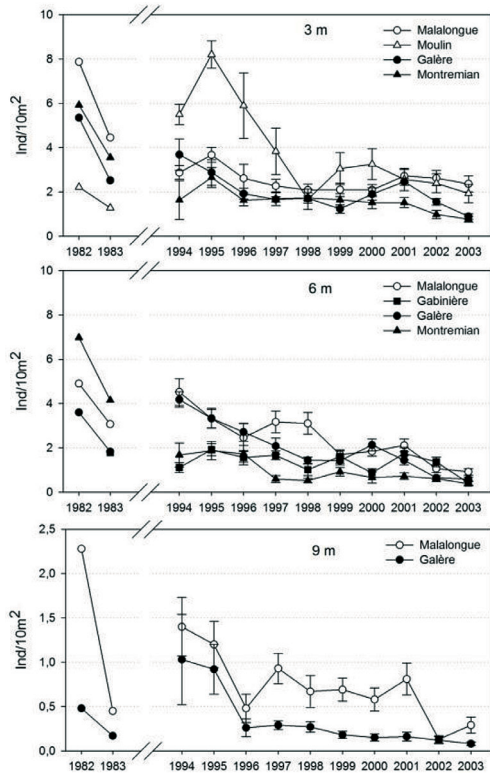 3 m
Malalongue
Moulin
Galère
Montremian
10
8
6
4
2
0
Ind/10m²
1982 1983 1994 1995 1996 1997 1998 1999 2000 2001 2002 2003
6 m
Malalongue
Gabinière
Galère
Montremian
10
8
6
4
2
0
Ind/10m²
1982 1983 1994 1995 1996 1997 1998 1999 2000 2001 2002 2003
9 m
Malalongue
Galère
2,5
2,0
1,5
1,0
0,5
0,0
Ind/10m²
1982 1983 1994 1995 1996 1997 1998 1999 2000 2001 2002 2003